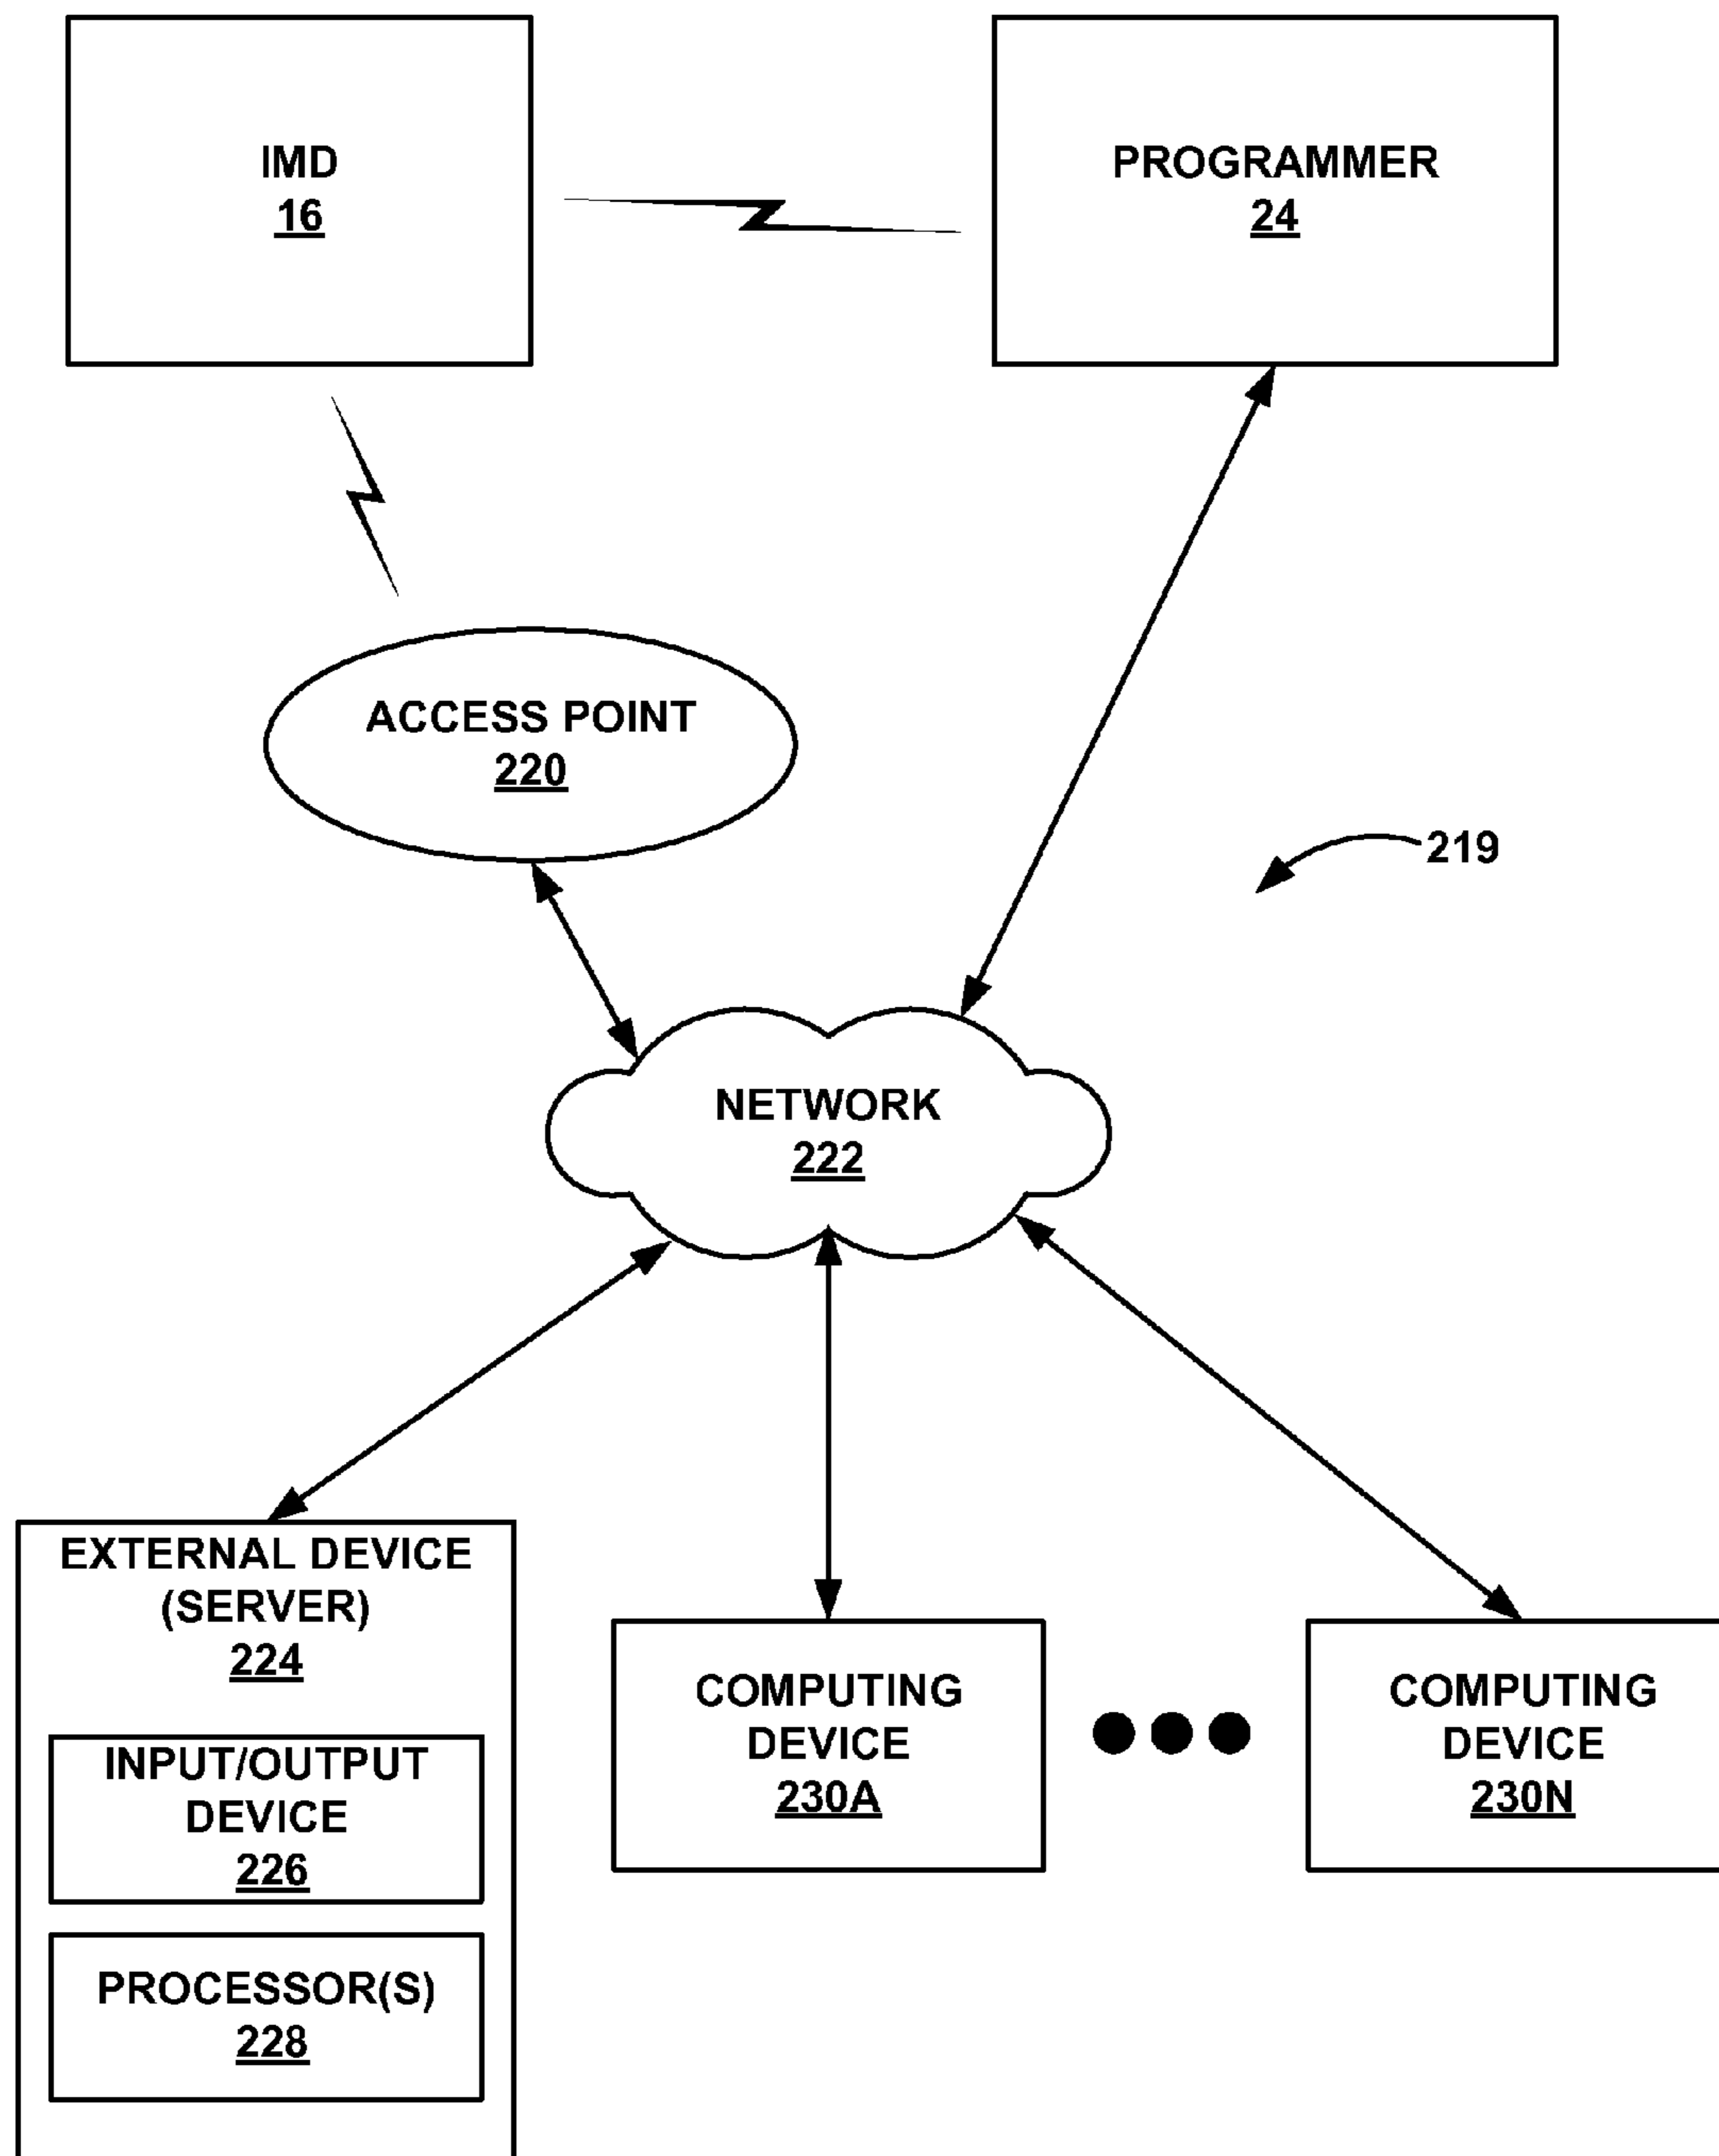 IMD
16
PROGRAMMER
24
ACCESS POINT
220
219
NETWORK
222
EXTERNAL DEVICE
(SERVER)
224
INPUT/OUTPUT
DEVICE
226
PROCESSOR(S)
228
COMPUTING
DEVICE
230A
COMPUTING
DEVICE
230N